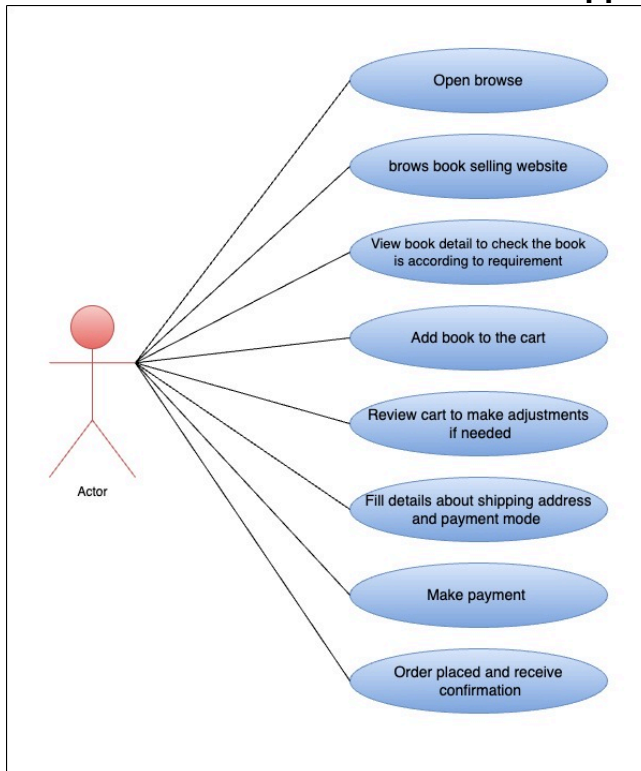 Open browse
brows book selling website
View book detail to check the book
is according to requirement
Add book to the cart
Review cart to make adjustments
if needed
Fill details about shipping address
and payment mode
Make payment
Order placed and receive
confirmation
Actor